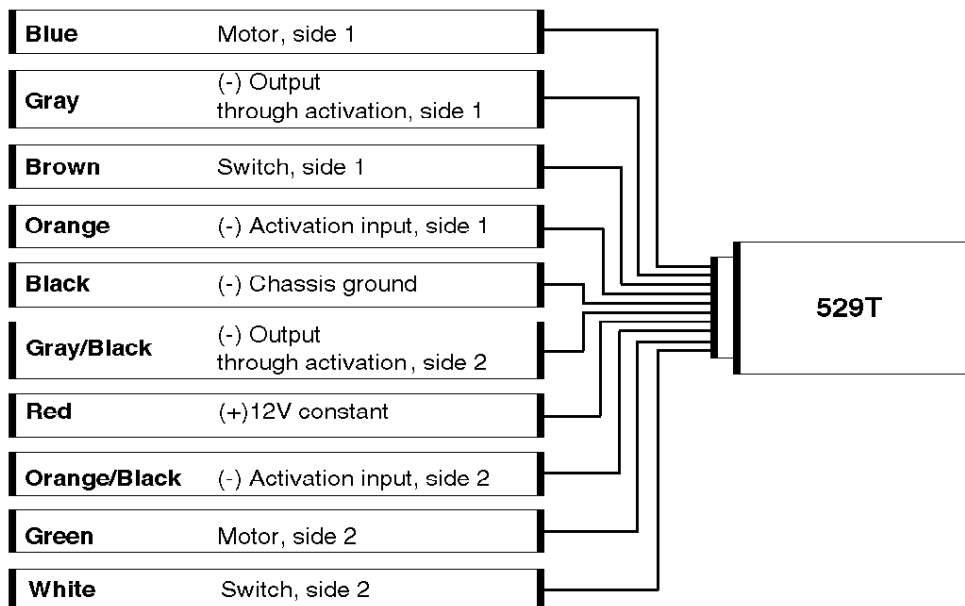 Blue Motor, side 1
Gray (-) Output
through activation, side 1
Brown Switch, side 1
Orange (-) Activation input, side 1
Black (-) Chassis ground
Gray/Black (-) Output
through activation, side 2
Red (+)12V constant
Orange/Black (-) Activation input, side 2
Green Motor, side 2
White Switch, side 2
529T